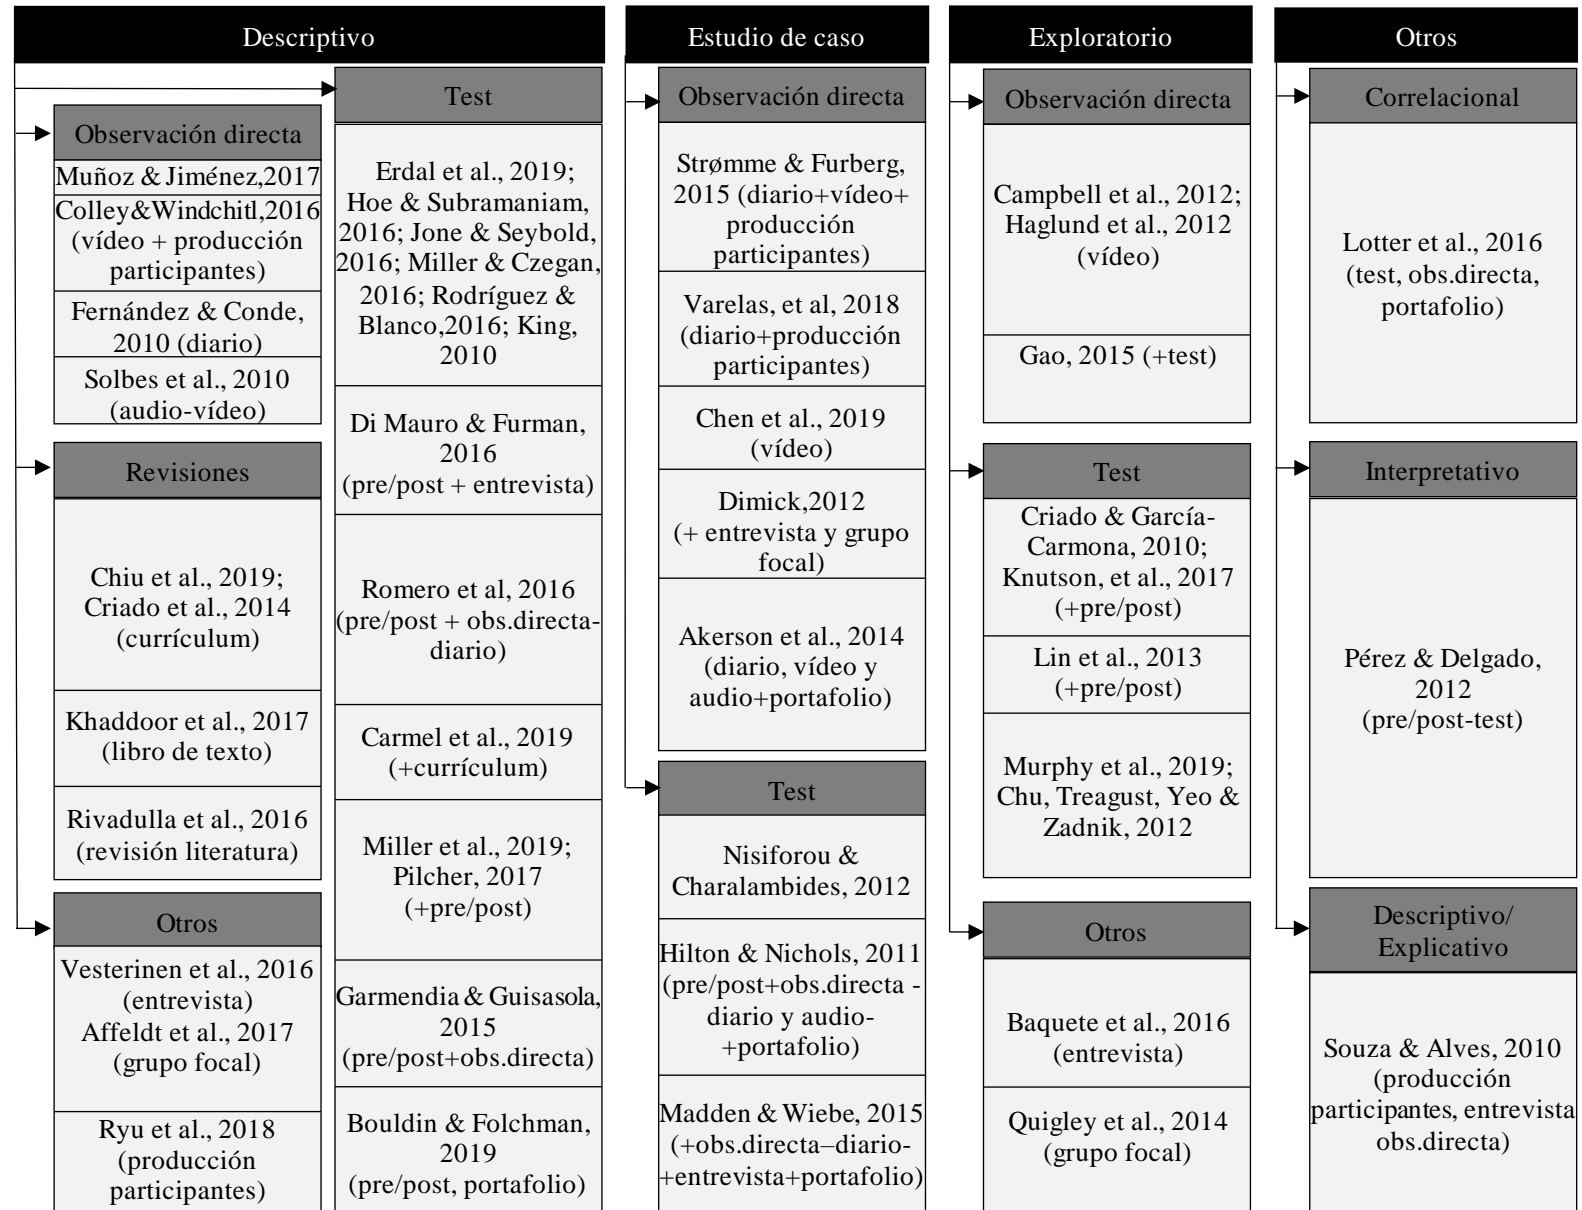 Descriptivo
Observación directa
Muñoz & Jiménez,2017
Colley&Windchitl,2016
(vídeo + producción
participantes)
Fernández & Conde,
2010 (diario)
Solbes et al., 2010
(audio-vídeo)
Revisiones
Chiu et al., 2019;
Criado et al., 2014
(currículum)
Khaddoor et al., 2017
(libro de texto)
Rivadulla et al., 2016
(revisión literatura)
Otros
Vesterinen et al., 2016
(entrevista)
Affeldt et al., 2017
(grupo focal)
Ryu et al., 2018
(producción
participantes)
Test
Erdal et al., 2019;
Hoe & Subramaniam,
2016; Jone & Seybold,
2016; Miller & Czegan,
2016; Rodríguez &
Blanco,2016; King,
2010
Di Mauro & Furman,
2016
(pre/post + entrevista)
Romero et al, 2016
(pre/post + obs.directa-
diario)
Carmel et al., 2019
(+currículum)
Miller et al., 2019;
Pilcher, 2017
(+pre/post)
Garmendia & Guisasola,
2015
(pre/post+obs.directa)
Bouldin & Folchman,
2019
(pre/post, portafolio)
Estudio de caso
Observación directa
Strømme & Furberg,
2015 (diario+vídeo+
producción
participantes)
Varelas, et al, 2018
(diario+producción
participantes)
Chen et al., 2019
(vídeo)
Dimick,2012
(+ entrevista y grupo
focal)
Akerson et al., 2014
(diario, vídeo y
audio+portafolio)
Test
Nisiforou &
Charalambides, 2012
Hilton & Nichols, 2011
(pre/post+obs.directa -
diario y audio-
+portafolio)
Madden & Wiebe, 2015
(+obs.directa–diario-
+entrevista+portafolio)
Exploratorio
Observación directa
Campbell et al., 2012;
Haglund et al., 2012
(vídeo)
Gao, 2015 (+test)
Test
Criado & García-
Carmona, 2010;
Knutson, et al., 2017
(+pre/post)
Lin et al., 2013
(+pre/post)
Murphy et al., 2019;
Chu, Treagust, Yeo &
Zadnik, 2012
Otros
Baquete et al., 2016
(entrevista)
Quigley et al., 2014
(grupo focal)
Otros
Correlacional
Lotter et al., 2016
(test, obs.directa,
portafolio)
Interpretativo
Pérez & Delgado,
2012
(pre/post-test)
Descriptivo/
Explicativo
Souza & Alves, 2010
(producción
participantes, entrevista
obs.directa)